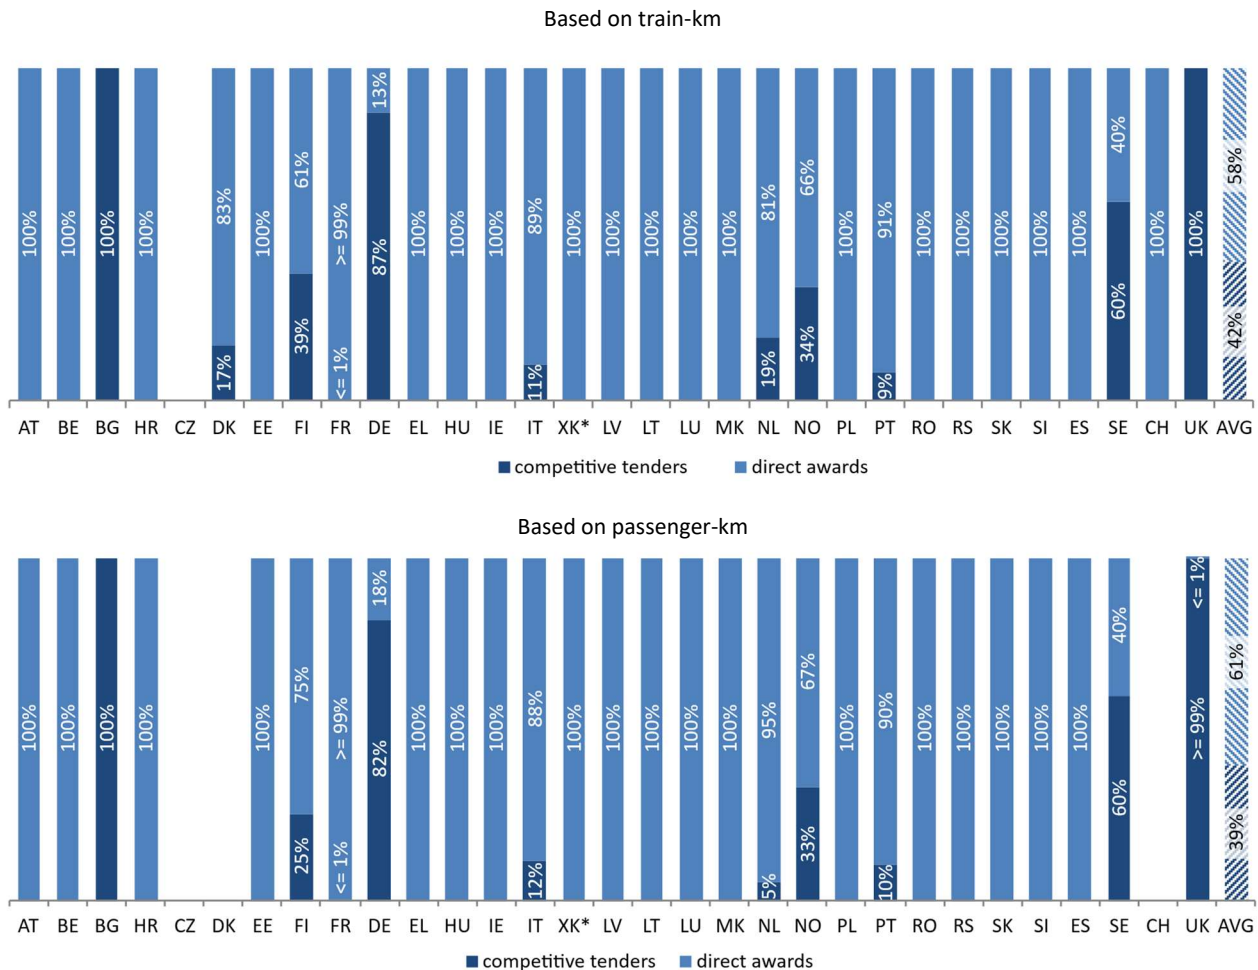 Based on train-km
100% 100% 100% 100% 83% 17% 100% 61% 39% >= 99% <= 1% 13% 87% 100% 100% 100% 89% 11% 100% 100% 100% 100% 100% 81% 19% 66% 34% 100% 91% 9% 100% 100% 100% 100% 100% 40% 60% 100% 100% 58% 42%
AT BE BG HR CZ DK EE FI FR DE EL HU IE IT XK* LV LT LU MK NL NO PL PT RO RS SK SI ES SE CH UK AVG
competitive tenders direct awards
Based on passenger-km
100% 100% 100% 100% 100% 75% 25% >= 99% <= 1% 18% 82% 100% 100% 100% 88% 12% 100% 100% 100% 100% 100% 95% 5% 67% 33% 100% 90% 10% 100% 100% 100% 100% 100% 40% 60% <= 1% >= 99% 61% 39%
AT BE BG HR CZ DK EE FI FR DE EL HU IE IT XK* LV LT LU MK NL NO PL PT RO RS SK SI ES SE CH UK AVG
competitive tenders direct awards